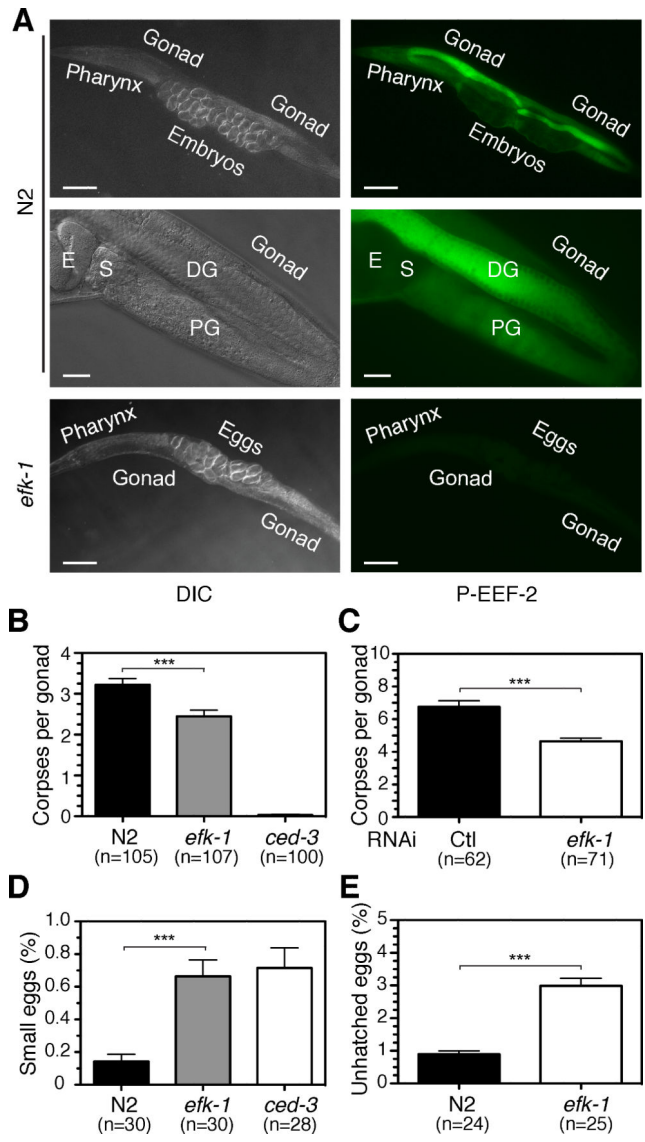 A
N2
Gonad
Pharynx
Gonad
Embryos
Gonad
Pharynx
Gonad
Embryos
E
S
DG
Gonad
PG
E
S
DG
Gonad
PG
efk-1
Pharynx
Eggs
Gonad
Gonad
Pharynx
Eggs
Gonad
Gonad
DIC
P-EEF-2
B
Corpses per gonad
4
3
2
1
0
***
N2
efk-1
ced-3
(n=105)
(n=107)
(n=100)
C
Corpses per gonad
10
8
6
4
2
0
***
RNAi
Ctl
efk-1
(n=62)
(n=71)
D
Small eggs (%)
1.0
0.8
0.6
0.4
0.2
0
***
N2
efk-1
ced-3
(n=30)
(n=30)
(n=28)
E
Unhatched eggs (%)
5
4
3
2
1
0
***
N2
efk-1
(n=24)
(n=25)